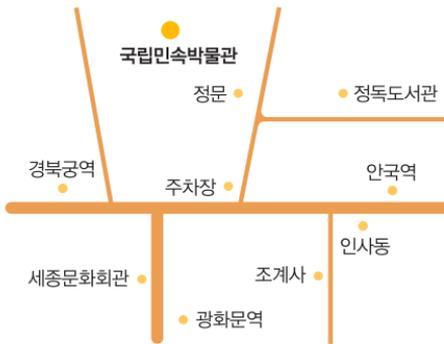 국립민속박물관
정문
정독도서관
경북궁역
주차장
안국역
인사동
세종문화회관
조계사
광화문역